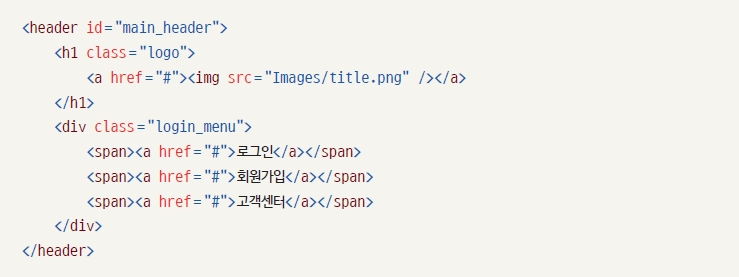 <header id="main_header">
    <h1 class="logo">
        <a href="#"><img src="Images/title.png" /></a>
    </h1>
    <div class="login_menu">
        <span><a href="#">로그인</a></span>
        <span><a href="#">회원가입</a></span>
        <span><a href="#">고객센터</a></span>
    </div>
</header>